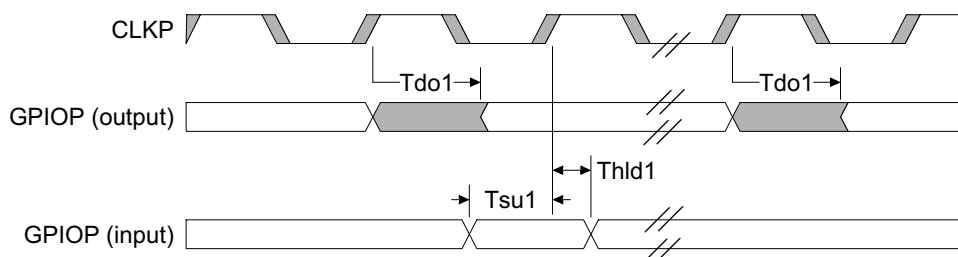 CLKP
Tdo1 Tdo1
GPIOP (output)
Thld1
Tsu1
GPIOP (input)